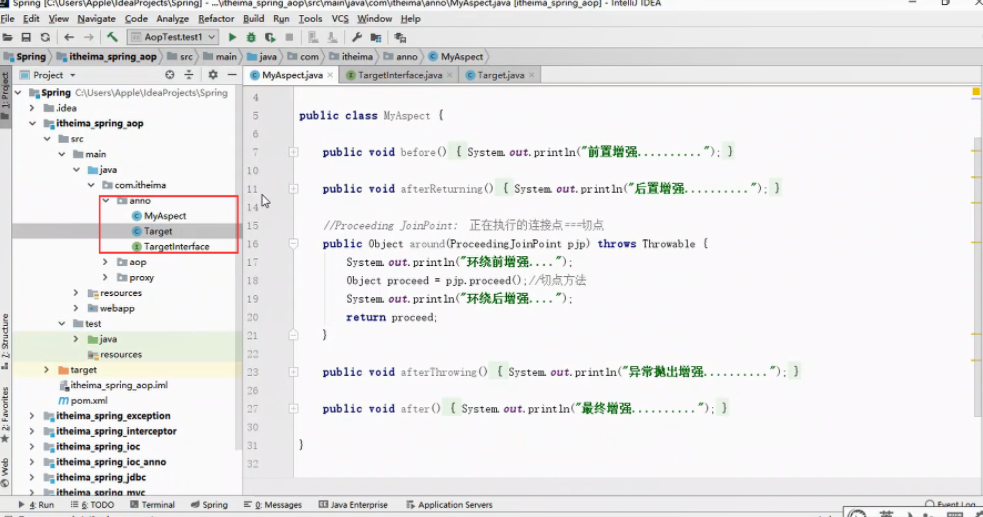 Spring [C:\Users\Apple\IdeaProjects\Spring] - ...\itheima_spring_aop\src\main\java\com\itheima\anno\MyAspect.java [itheima_spring_aop] - IntelliJ IDEA
File Edit View Navigate Code Analyze Refactor Build Run Tools VCS Window Help
AopTest.test1
Spring itheima_spring_aop src main java com itheima anno MyAspect
Project
MyAspect.java TargetInterface.java Target.java
1: Project
Spring C:\Users\Apple\IdeaProjects\Spring
.idea
itheima_spring_aop
src
main
java
com.itheima
anno
MyAspect
Target
TargetInterface
aop
proxy
resources
webapp
test
java
resources
target
itheima_spring_aop.iml
pom.xml
itheima_spring_exception
itheima_spring_interceptor
itheima_spring_ioc
itheima_spring_ioc_anno
itheima_spring_jdbc
itheima_spring_mvc
Z: Structure
2: Favorites
Web
4
5 public class MyAspect {
6
7 public void before() { System.out.println("前置增强.........."); }
10
11 public void afterReturning() { System.out.println("后置增强.........."); }
14
15 //Proceeding JoinPoint: 正在执行的连接点===切点
16 public Object around(ProceedingJoinPoint pjp) throws Throwable {
17 System.out.println("环绕前增强....");
18 Object proceed = pjp.proceed();//切点方法
19 System.out.println("环绕后增强....");
20 return proceed;
21 }
22
23 public void afterThrowing() { System.out.println("异常抛出增强.........."); }
26
27 public void after() { System.out.println("最终增强.........."); }
30
31 }
32
4: Run 6: TODO Terminal Spring 0: Messages Java Enterprise Application Servers Event Log
英